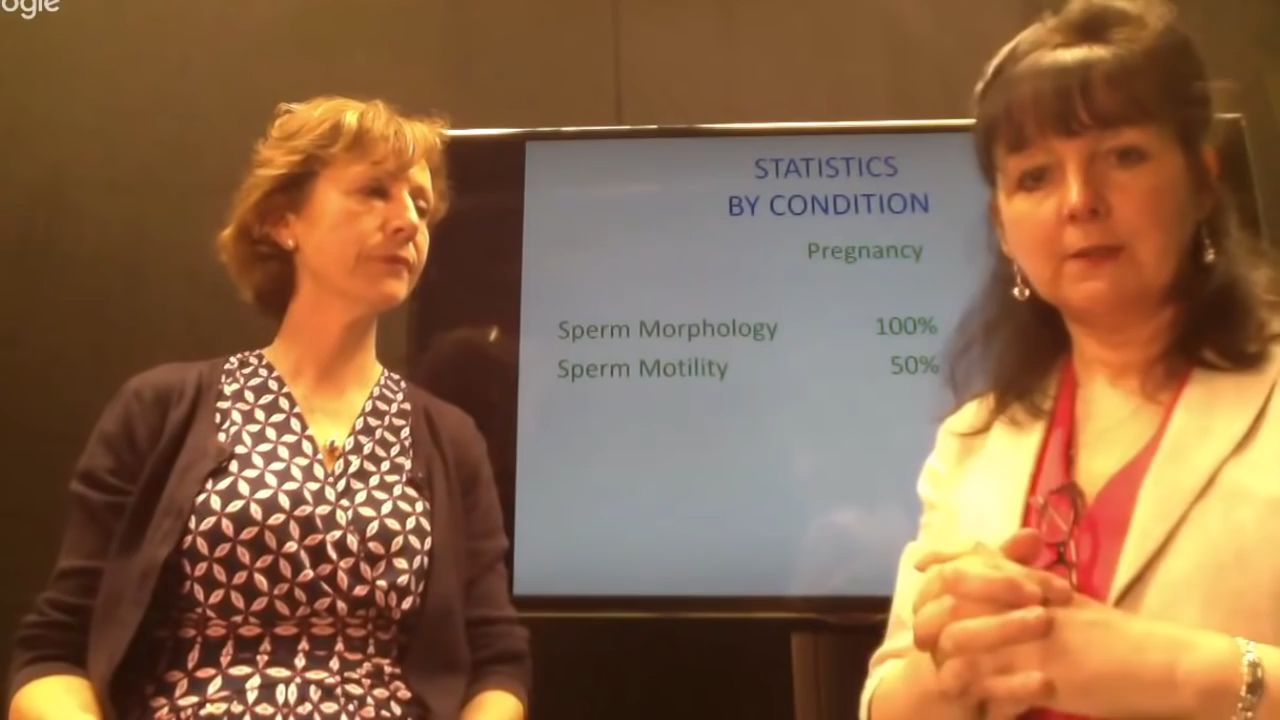 ogle
STATISTICS
BY CONDITION
Pregnancy
Sperm Morphology 100%
Sperm Motility 50%